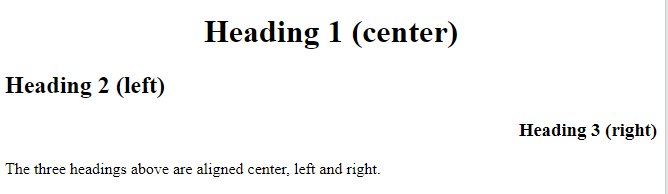 Heading 1 (center)
Heading 2 (left)
Heading 3 (right)
The three headings above are aligned center, left and right.